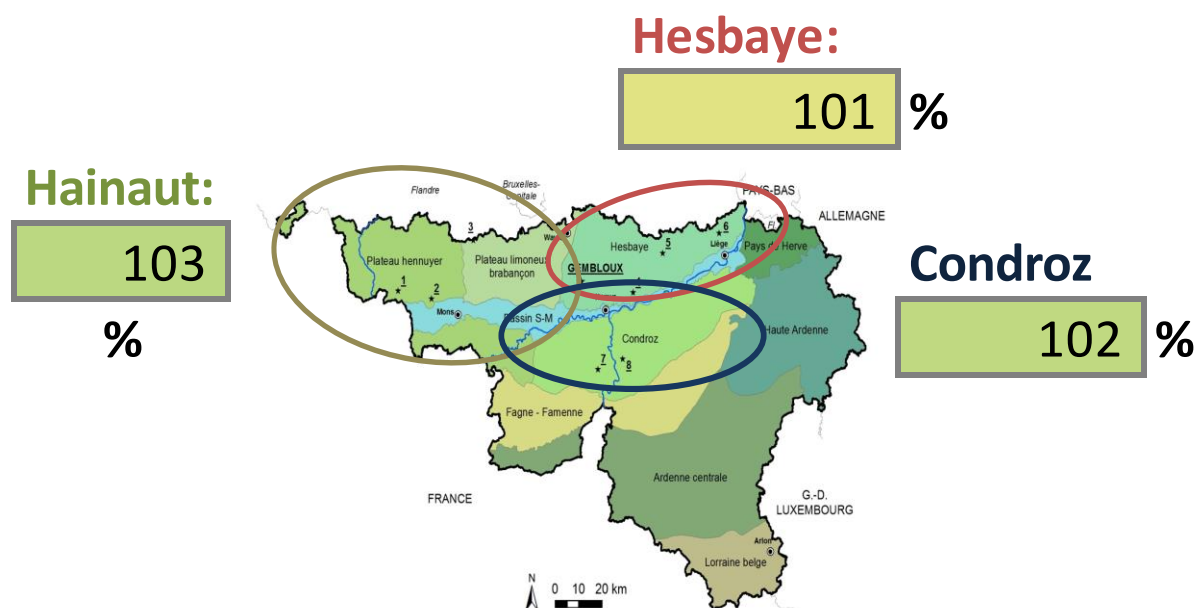 Hesbaye:
101 %
Hainaut:
103
%
Condroz
102 %
Flandre
Bruxelles-
Capitale
PAYS-BAS
ALLEMAGNE
3
6
5
Hesbaye
Liège
Pays de Herve
Plateau hennuyer
Plateau limoneux
brabançon
GEMBLOUX
1
2
Mons
Bassin S-M
Haute Ardenne
Condroz
7
8
Fagne - Famenne
Ardenne centrale
FRANCE
G.-D.
LUXEMBOURG
Arlon
Lorraine belge
N
0 10 20 km